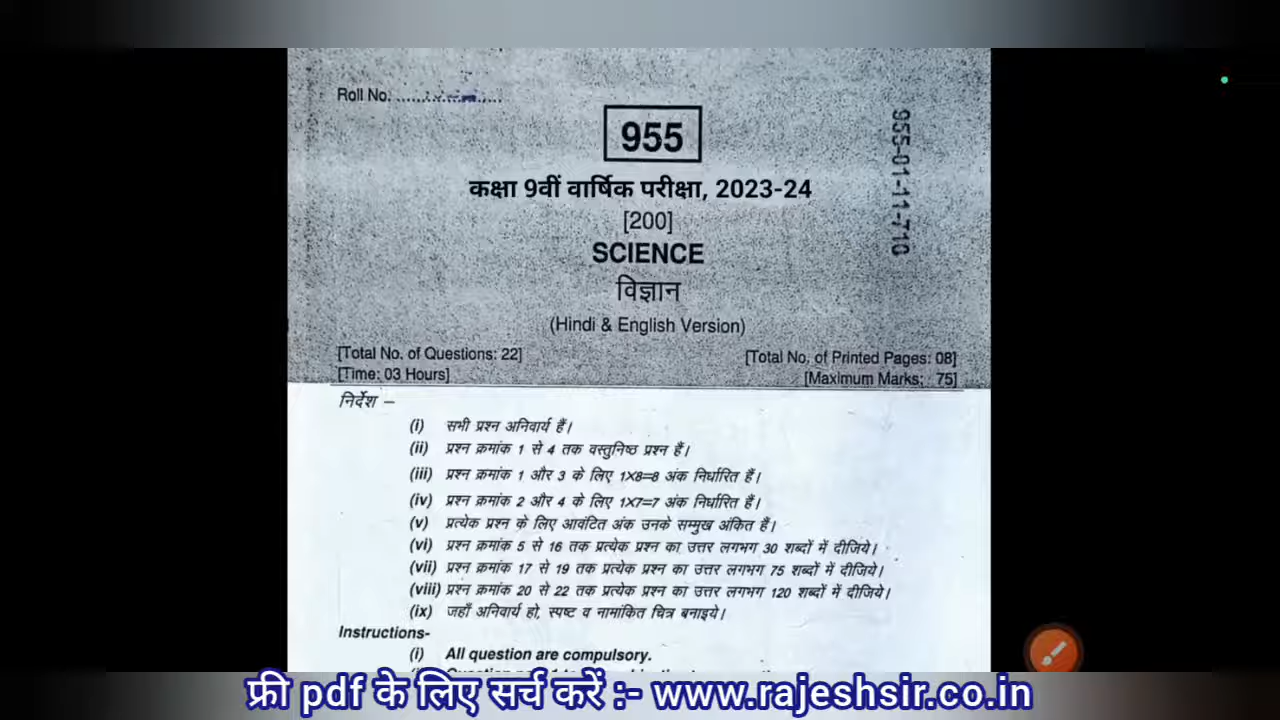 Roll No. ........................
955
955-01-11-710
कक्षा 9वीं वार्षिक परीक्षा, 2023-24
[200]
SCIENCE
विज्ञान
(Hindi & English Version)
[Total No. of Questions: 22]
[Total No. of Printed Pages: 08]
[Time: 03 Hours]
[Maximum Marks: 75]
निर्देश –
(i) सभी प्रश्न अनिवार्य हैं।
(ii) प्रश्न क्रमांक 1 से 4 तक वस्तुनिष्ठ प्रश्न हैं।
(iii) प्रश्न क्रमांक 1 और 3 के लिए 1X8=8 अंक निर्धारित हैं।
(iv) प्रश्न क्रमांक 2 और 4 के लिए 1X7=7 अंक निर्धारित हैं।
(v) प्रत्येक प्रश्न के लिए आवंटित अंक उनके सम्मुख अंकित हैं।
(vi) प्रश्न क्रमांक 5 से 16 तक प्रत्येक प्रश्न का उत्तर लगभग 30 शब्दों में दीजिये।
(vii) प्रश्न क्रमांक 17 से 19 तक प्रत्येक प्रश्न का उत्तर लगभग 75 शब्दों में दीजिये।
(viii) प्रश्न क्रमांक 20 से 22 तक प्रत्येक प्रश्न का उत्तर लगभग 120 शब्दों में दीजिये।
(ix) जहाँ अनिवार्य हो, स्पष्ट व नामांकित चित्र बनाइये।
Instructions-
(i) All question are compulsory.
फ्री pdf के लिए सर्च करें :- www.rajeshsir.co.in